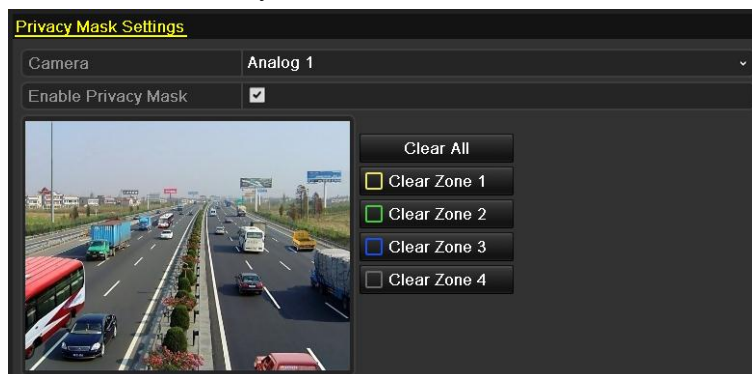 Privacy Mask Settings
Camera Analog 1
Enable Privacy Mask
Clear All
Clear Zone 1
Clear Zone 2
Clear Zone 3
Clear Zone 4